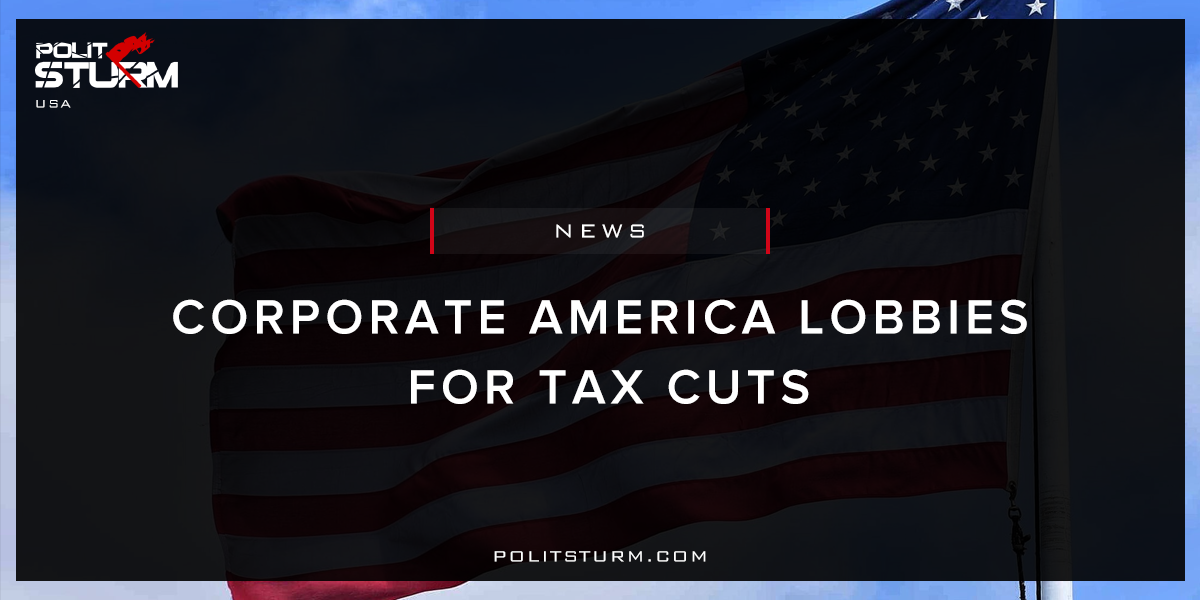 POLIT
STURM
USA
NEWS
CORPORATE AMERICA LOBBIES
FOR TAX CUTS
POLITSTURM.COM